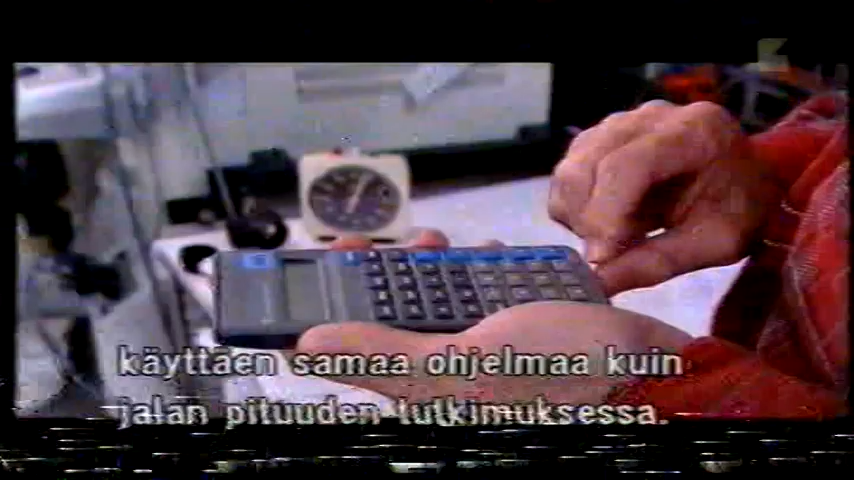 käyttäen samaa ohjelmaa kuin
jalan pituuden tutkimuksessa.